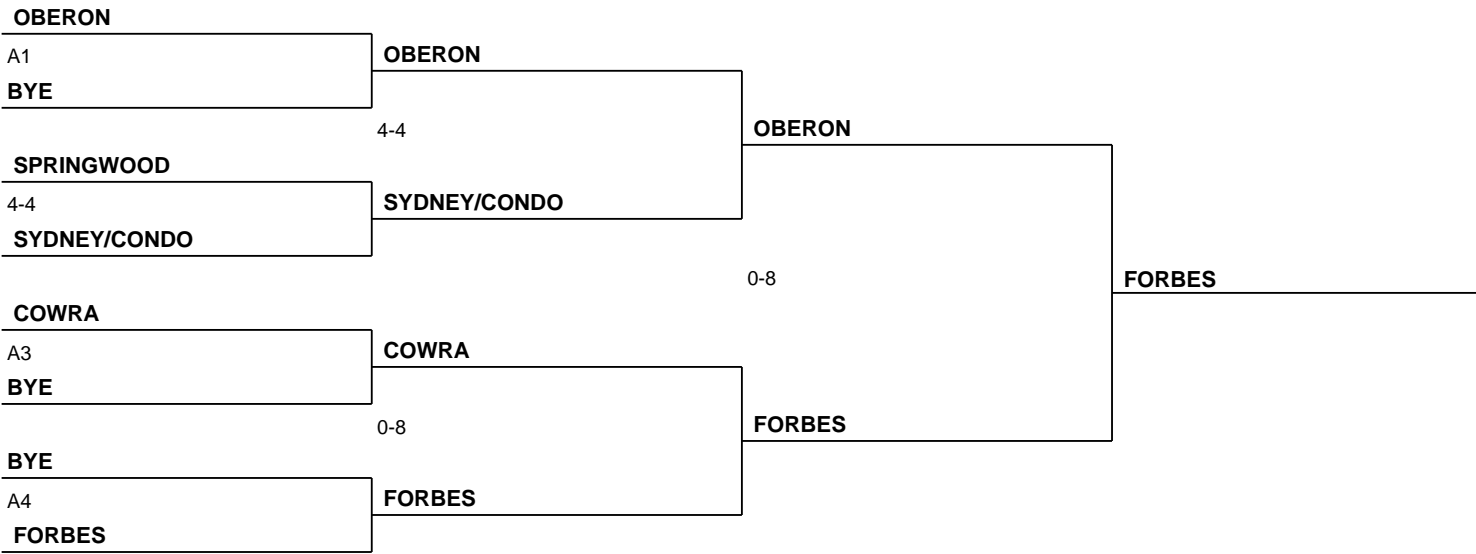 OBERON
A1
OBERON
BYE
4-4
OBERON
SPRINGWOOD
4-4
SYDNEY/CONDO
SYDNEY/CONDO
0-8
FORBES
COWRA
A3
COWRA
BYE
0-8
FORBES
BYE
A4
FORBES
FORBES